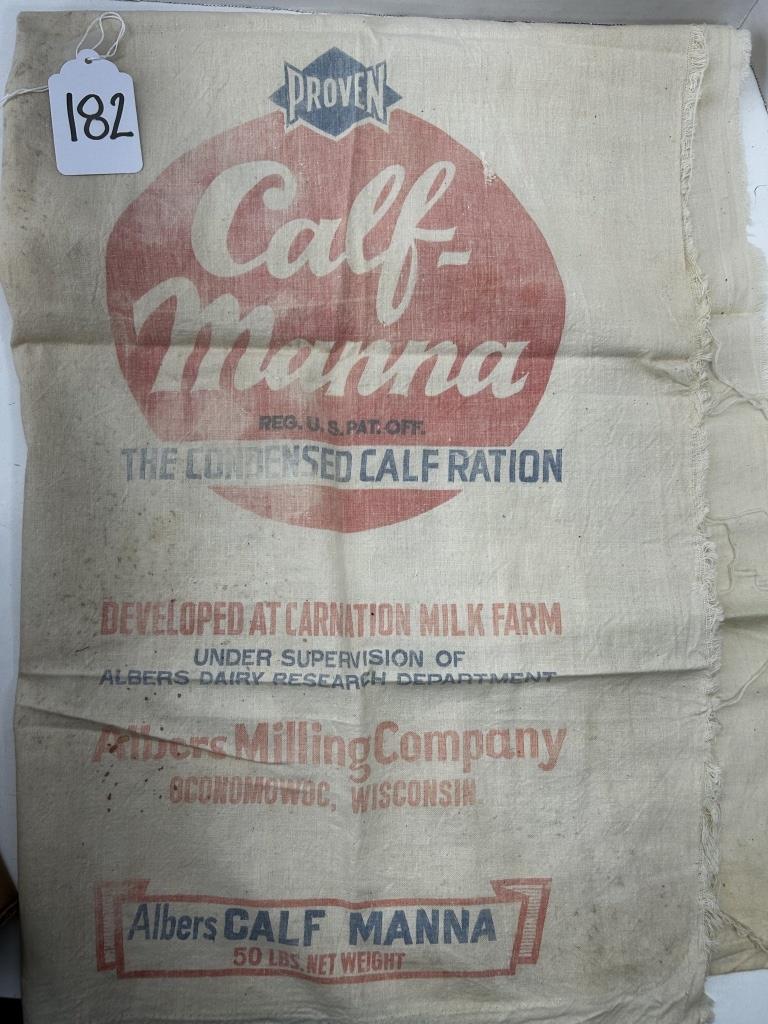 182
PROVEN
Calf-
Manna
REG. U.S. PAT. OFF.
THE CONDENSED CALF RATION
DEVELOPED AT CARNATION MILK FARM
UNDER SUPERVISION OF
ALBERS DAIRY RESEARCH DEPARTMENT
Albers Milling Company
OCONOMOWOC, WISCONSIN
Albers CALF MANNA
50 LBS. NET WEIGHT